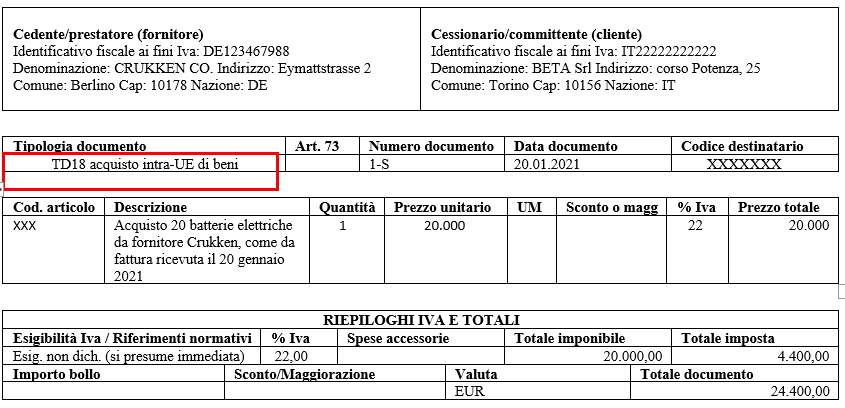 Cedente/prestatore (fornitore)
Identificativo fiscale ai fini Iva: DE123467988
Denominazione: CRUKKEN CO. Indirizzo: Eymattstrasse 2
Comune: Berlino Cap: 10178 Nazione: DE
Cessionario/committente (cliente)
Identificativo fiscale ai fini Iva: IT22222222222
Denominazione: BETA Srl Indirizzo: corso Potenza, 25
Comune: Torino Cap: 10156 Nazione: IT
Tipologia documento Art. 73 Numero documento Data documento Codice destinatario
TD18 acquisto intra-UE di beni 1-S 20.01.2021 XXXXXXX
Cod. articolo Descrizione Quantità Prezzo unitario UM Sconto o magg % Iva Prezzo totale
XXX Acquisto 20 batterie elettriche 1 20.000 22 20.000
da fornitore Crukken, come da
fattura ricevuta il 20 gennaio
2021
RIEPILOGHI IVA E TOTALI
Esigibilità Iva / Riferimenti normativi % Iva Spese accessorie Totale imponibile Totale imposta
Esig. non dich. (si presume immediata) 22,00 20.000,00 4.400,00
Importo bollo Sconto/Maggiorazione Valuta Totale documento
EUR 24.400,00